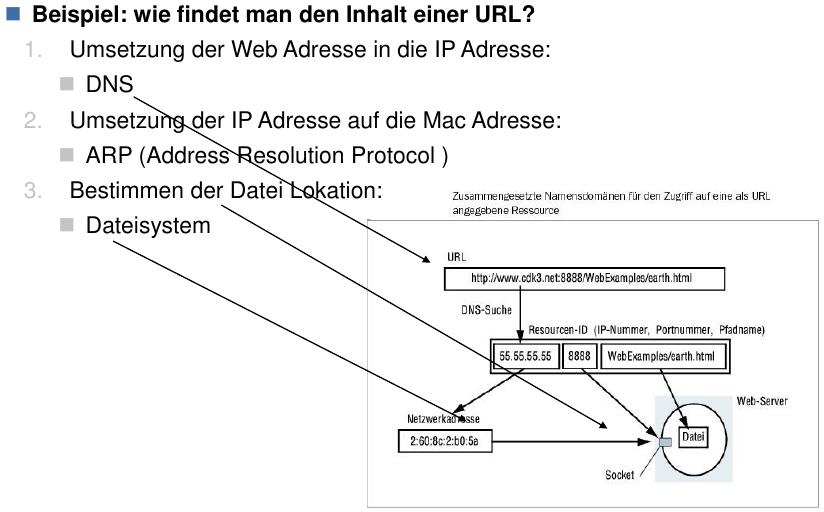 Beispiel: wie findet man den Inhalt einer URL?
1. Umsetzung der Web Adresse in die IP Adresse:
DNS
2. Umsetzung der IP Adresse auf die Mac Adresse:
ARP (Address Resolution Protocol )
3. Bestimmen der Datei Lokation:
Dateisystem
Zusammengesetzte Namensdomänen für den Zugriff auf eine als URL
angegebene Ressource
URL
http://www.cdk3.net:8888/WebExamples/earth.html
DNS-Suche
Resourcen-ID (IP-Nummer, Portnummer, Pfadname)
55.55.55.55 8888 WebExamples/earth.html
Web-Server
Netzwerkadresse
2:60:8c:2:b0:5a
Datei
Socket